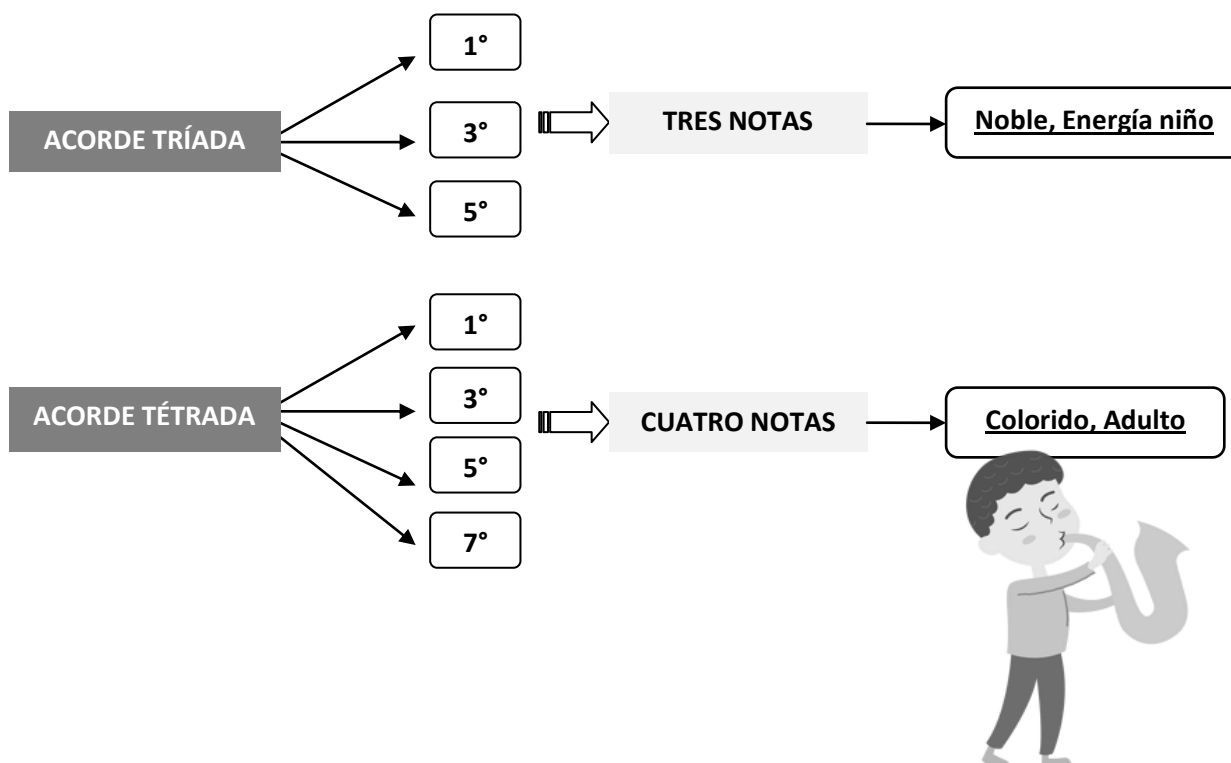 ACORDE TRÍADA
1°
3°
5°
TRES NOTAS
Noble, Energía niño
ACORDE TÉTRADA
1°
3°
5°
7°
CUATRO NOTAS
Colorido, Adulto